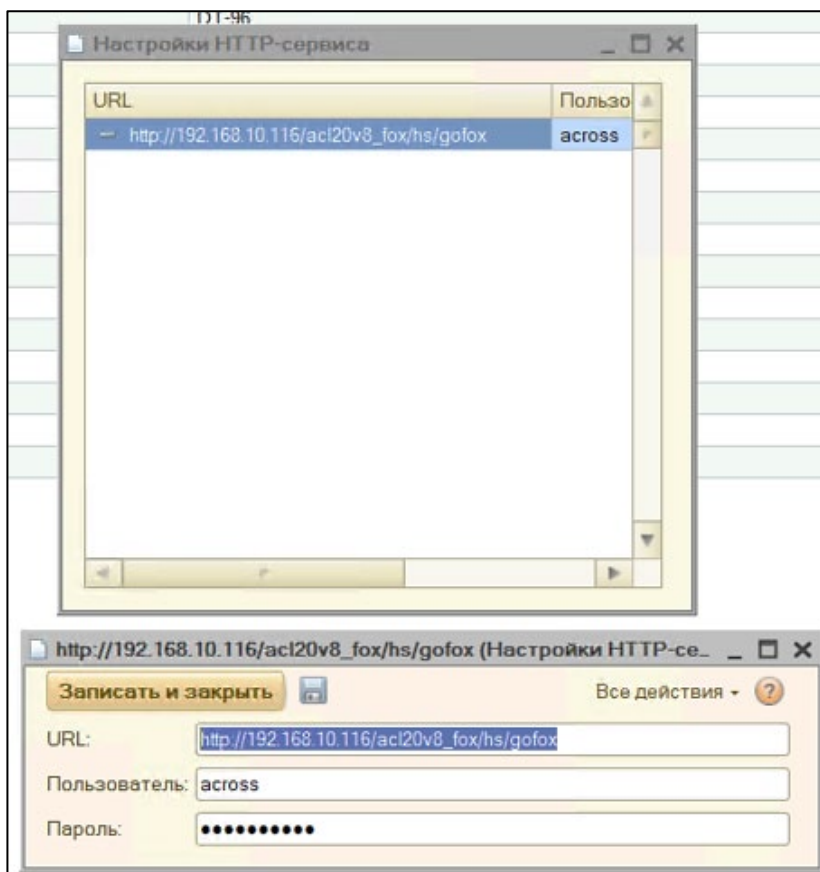 DT-96
Настройки HTTP-сервиса
URL Пользо
http://192.168.10.116/acl20v8_fox/hs/gofox across
http://192.168.10.116/acl20v8_fox/hs/gofox (Настройки HTTP-се...
Записать и закрыть Все действия
URL: http://192.168.10.116/acl20v8_fox/hs/gofox
Пользователь: across
Пароль: ••••••••••